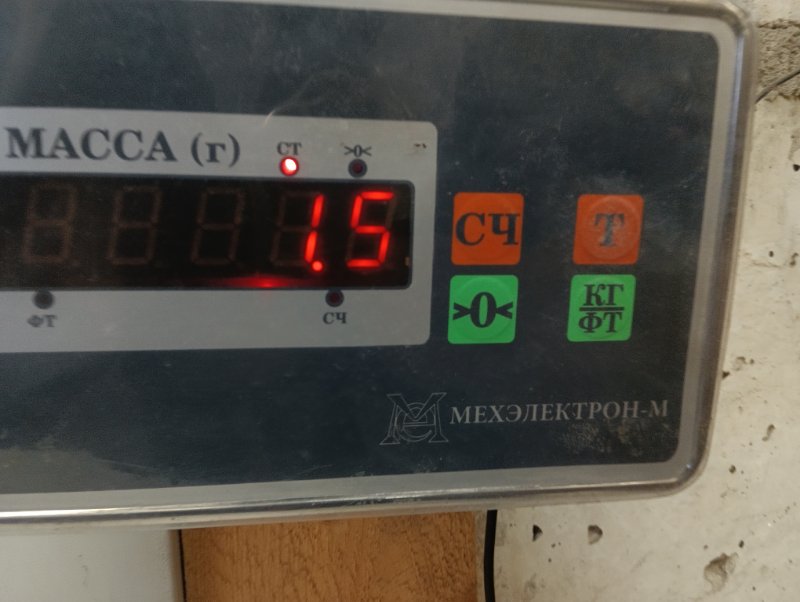 МАССА (г)
СТ
>0<
1.5
ФТ
СЧ
СЧ
Т
>0<
КГ
ФТ
МЕХЭЛЕКТРОН-М